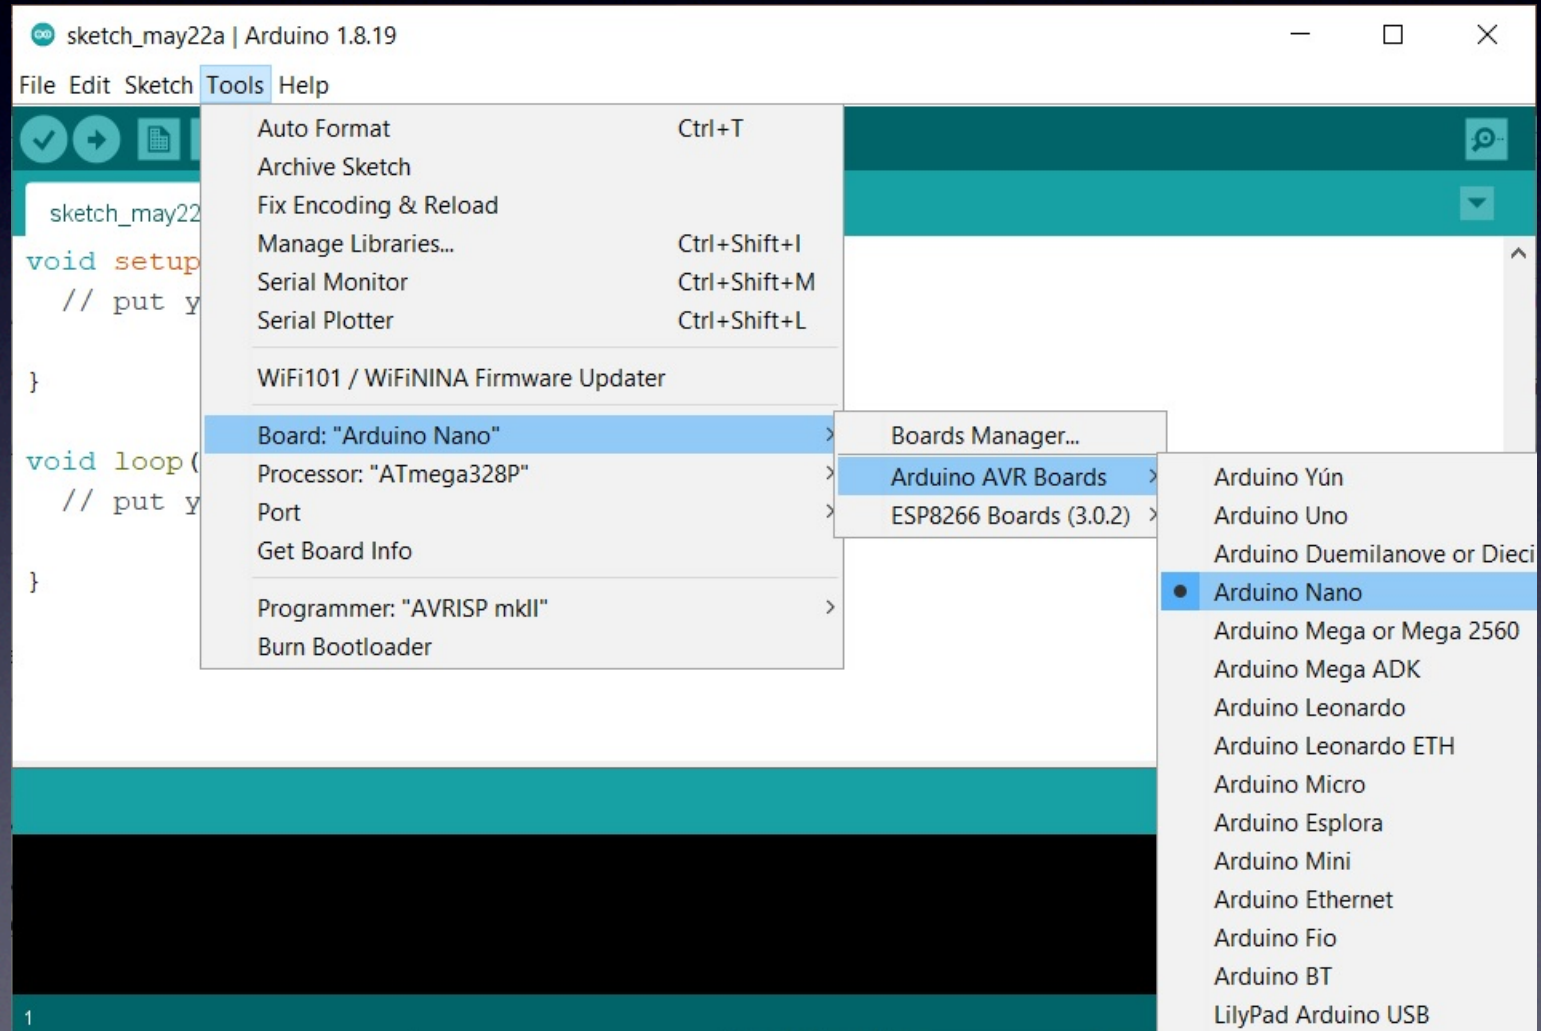 sketch_may22a | Arduino 1.8.19
File Edit Sketch Tools Help
sketch_may22
void setup
// put y
}
void loop(
// put y
}
Auto Format Ctrl+T
Archive Sketch
Fix Encoding & Reload
Manage Libraries... Ctrl+Shift+I
Serial Monitor Ctrl+Shift+M
Serial Plotter Ctrl+Shift+L
WiFi101 / WiFiNINA Firmware Updater
Board: "Arduino Nano"
Processor: "ATmega328P"
Port
Get Board Info
Programmer: "AVRISP mkII"
Burn Bootloader
Boards Manager...
Arduino AVR Boards
ESP8266 Boards (3.0.2)
Arduino Yún
Arduino Uno
Arduino Duemilanove or Dieci
Arduino Nano
Arduino Mega or Mega 2560
Arduino Mega ADK
Arduino Leonardo
Arduino Leonardo ETH
Arduino Micro
Arduino Esplora
Arduino Mini
Arduino Ethernet
Arduino Fio
Arduino BT
LilyPad Arduino USB
1